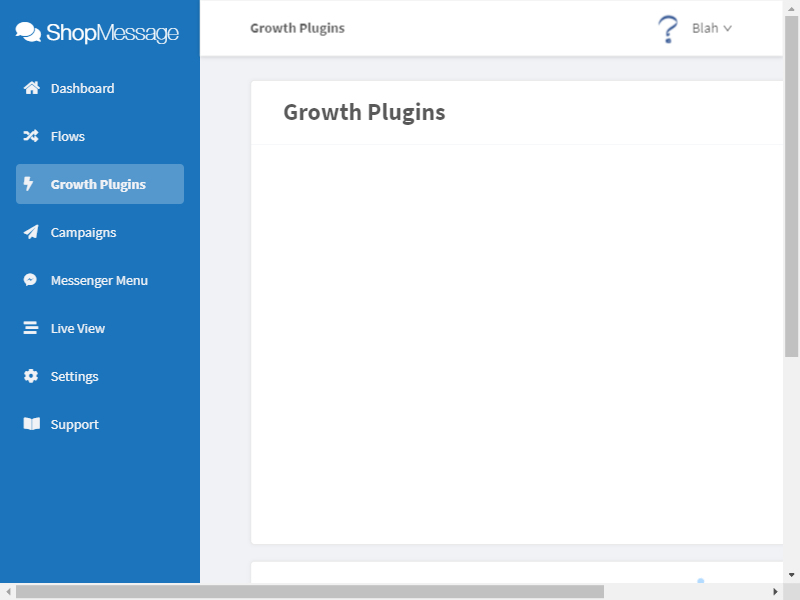 ShopMessage
Growth Plugins
Blah
Dashboard
Flows
Growth Plugins
Campaigns
Messenger Menu
Live View
Settings
Support
Growth Plugins